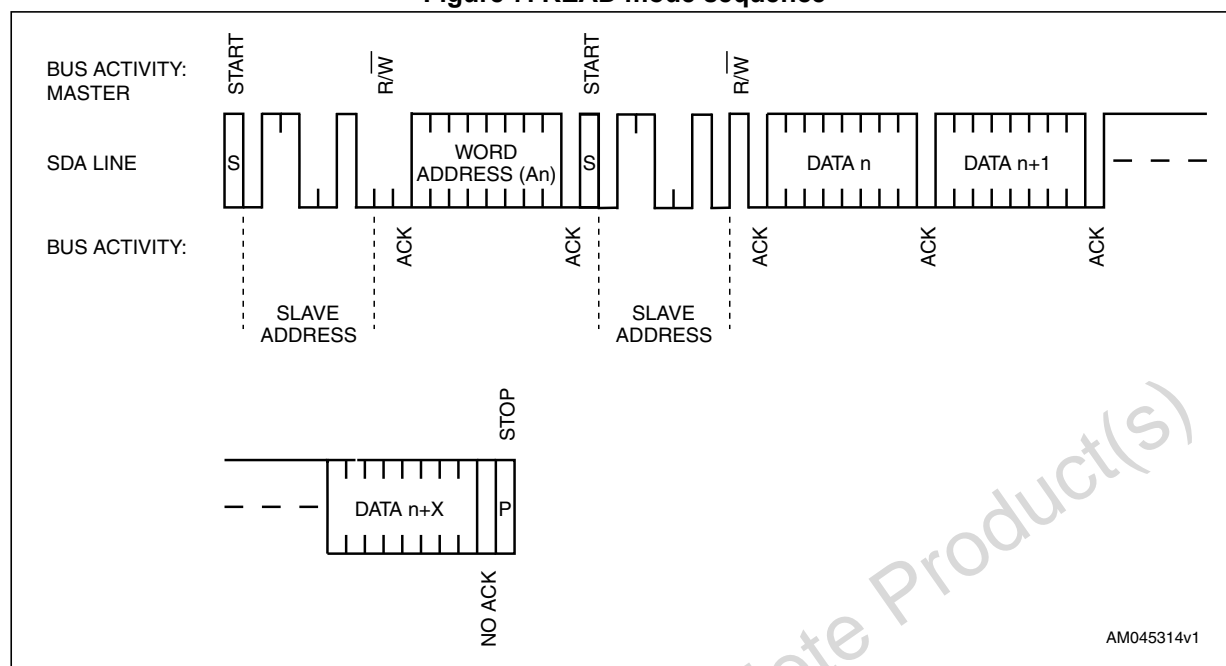 Figure 7. READ mode sequence
BUS ACTIVITY:
MASTER
START
R/W
START
R/W
SDA LINE
S
WORD
ADDRESS (An)
S
DATA n
DATA n+1
BUS ACTIVITY:
ACK
ACK
ACK
ACK
ACK
SLAVE
ADDRESS
SLAVE
ADDRESS
STOP
DATA n+X
P
NO ACK
ete Product(s)
AM045314v1